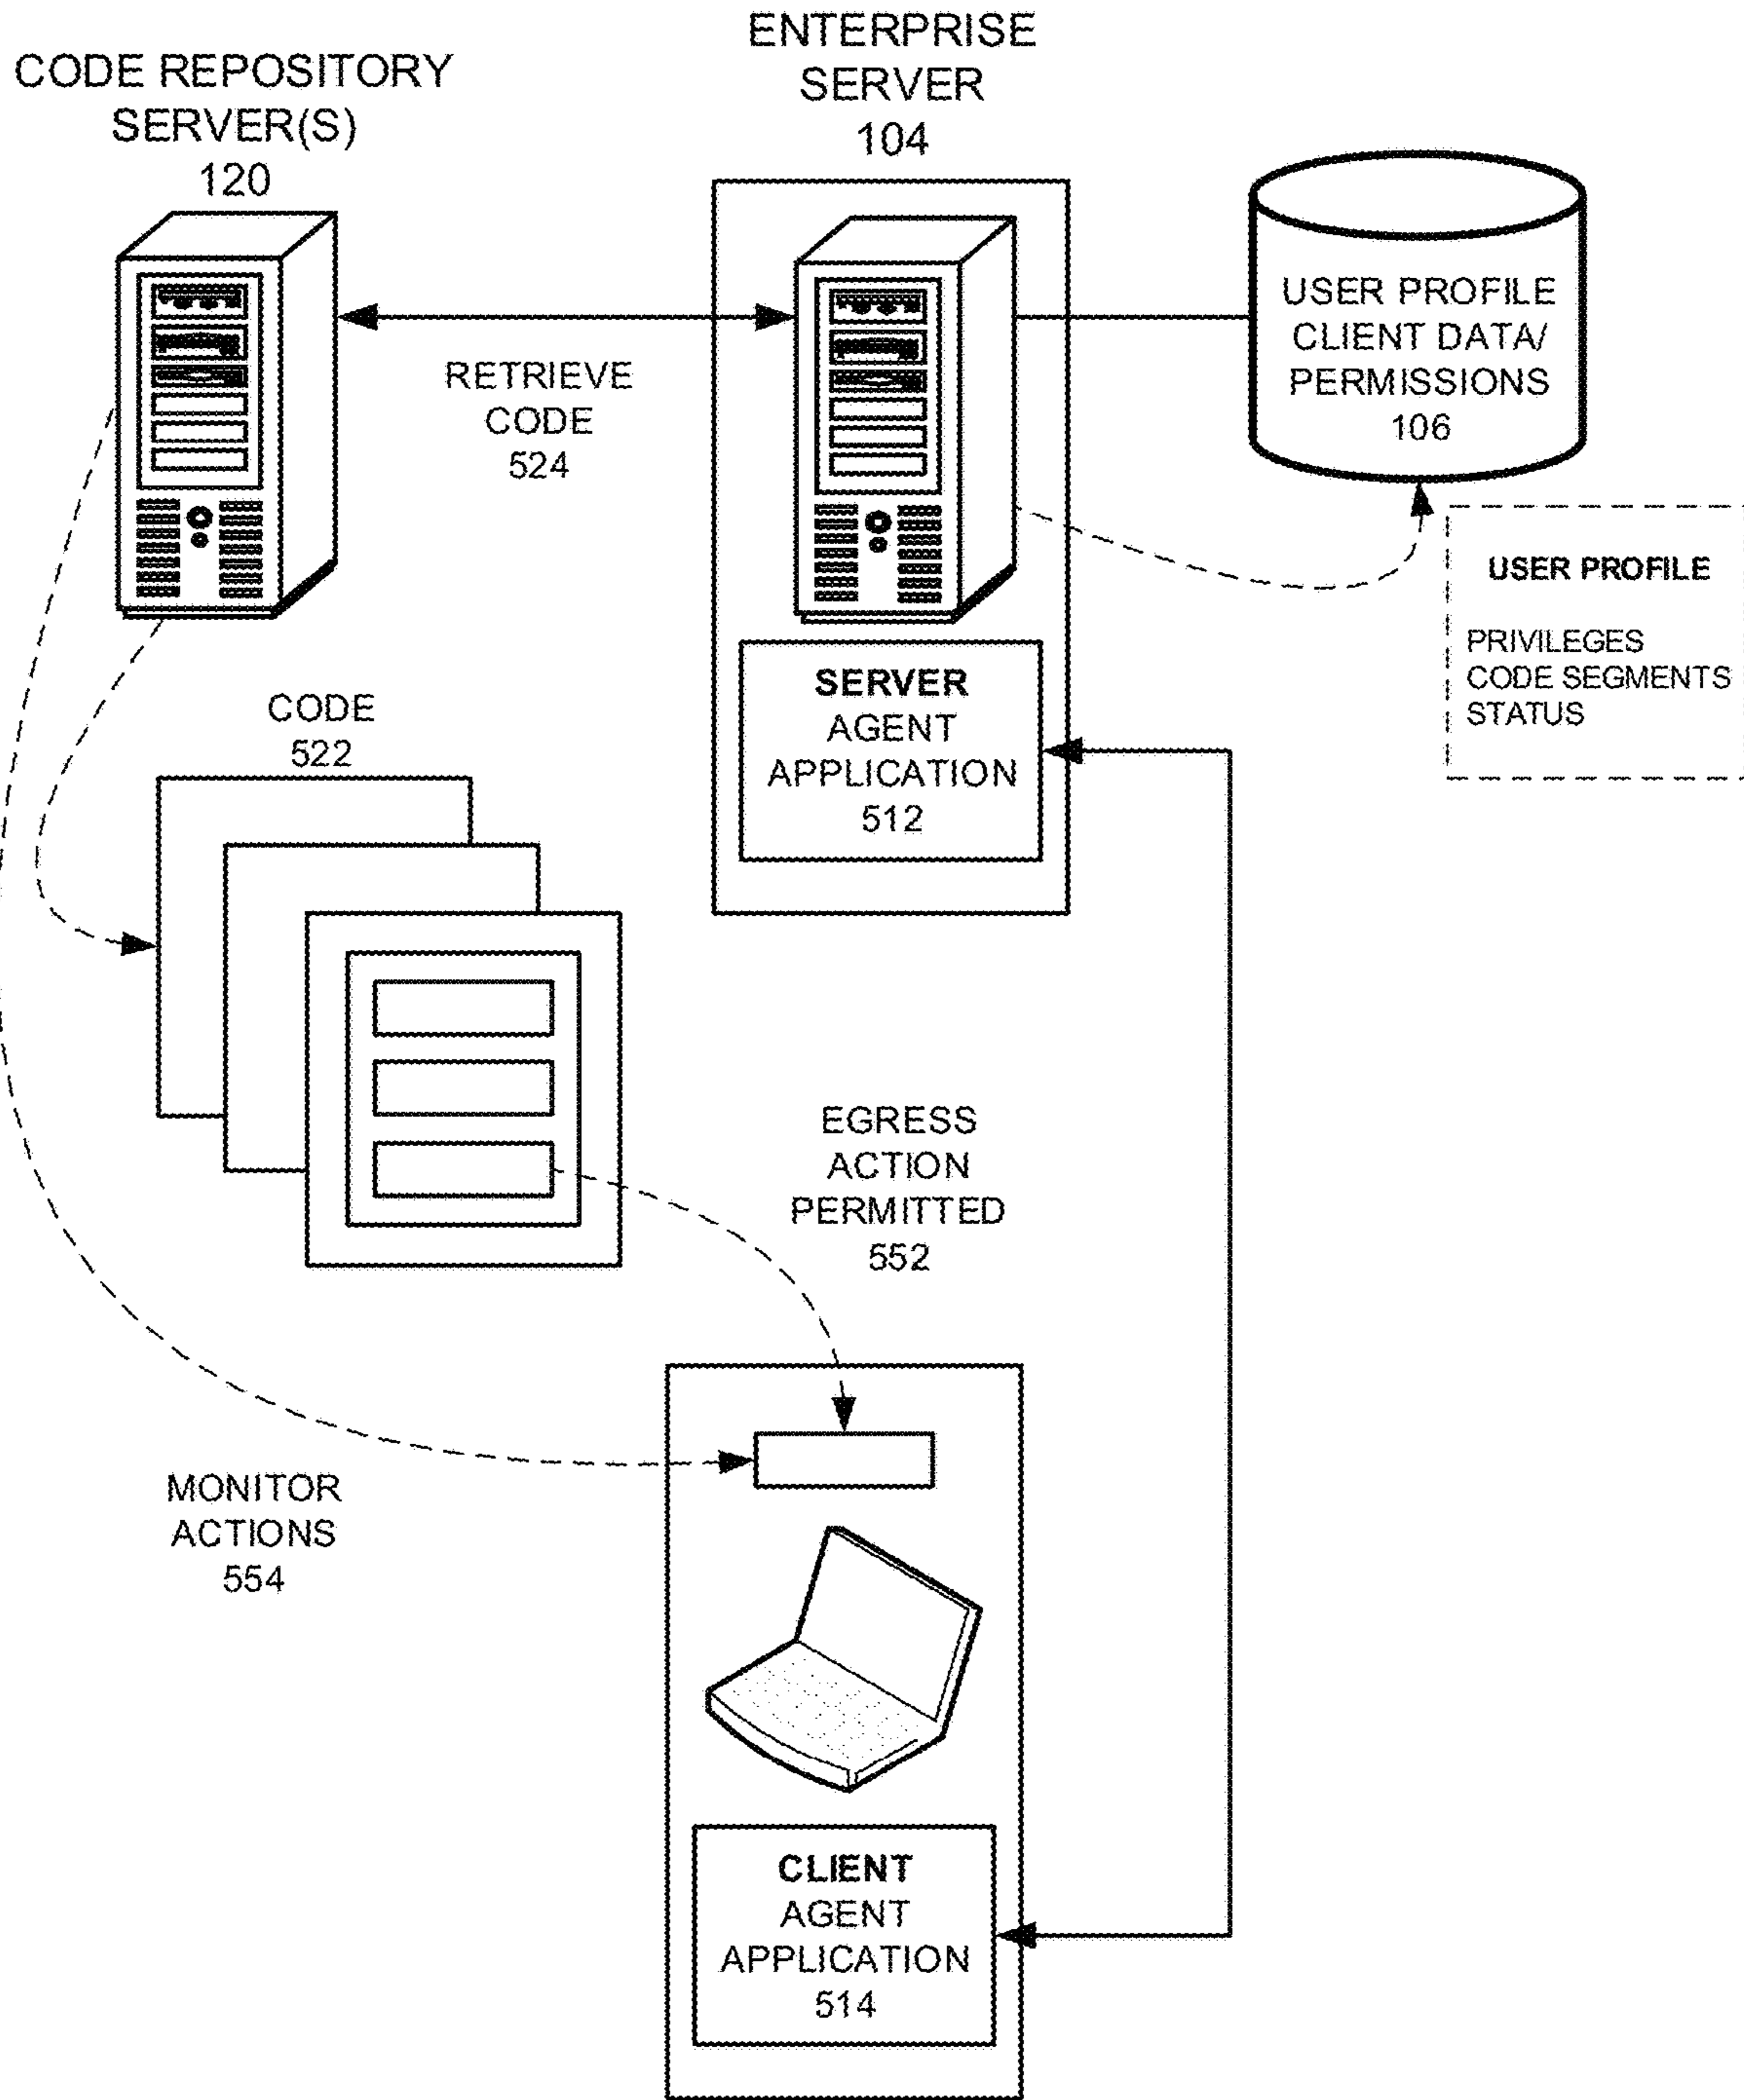 CODE REPOSITORY
SERVER(S)
120
ENTERPRISE
SERVER
104
USER PROFILE
CLIENT DATA/
PERMISSIONS
106
RETRIEVE
CODE
524
USER PROFILE
PRIVILEGES
CODE SEGMENTS
STATUS
SERVER
AGENT
APPLICATION
512
CODE
522
EGRESS
ACTION
PERMITTED
552
MONITOR
ACTIONS
554
CLIENT
AGENT
APPLICATION
514